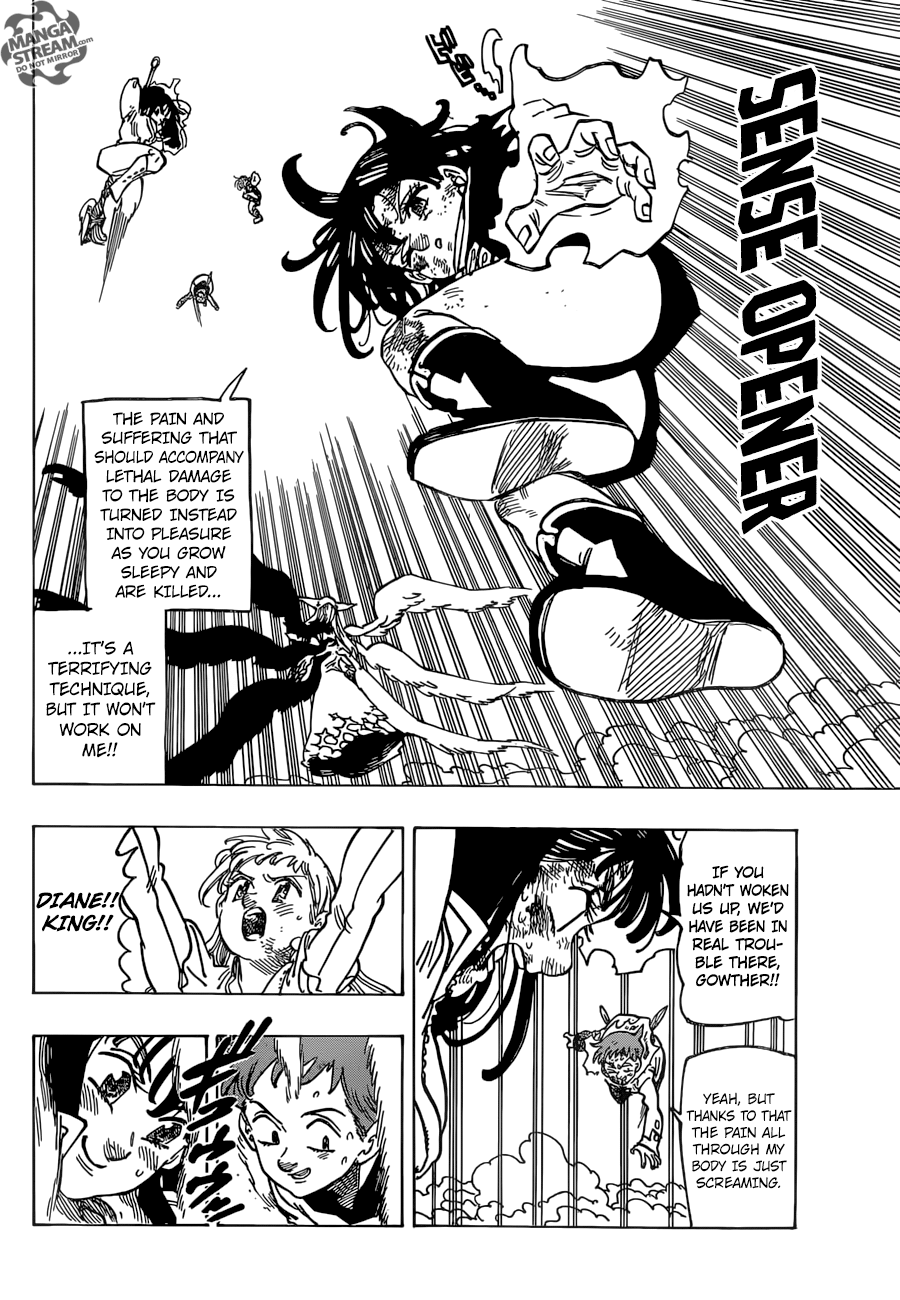 MANGA
STREAM.com
DO NOT MIRROR
SENSE OPENER
THE PAIN AND
SUFFERING THAT
SHOULD ACCOMPANY
LETHAL DAMAGE
TO THE BODY IS
TURNED INSTEAD
INTO PLEASURE
AS YOU GROW
SLEEPY AND
ARE KILLED...
...IT'S A
TERRIFYING
TECHNIQUE,
BUT IT WON'T
WORK ON
ME!!
IF YOU
HADN'T WOKEN
US UP, WE'D
HAVE BEEN IN
REAL TROU-
BLE THERE,
GOWTHER!!
YEAH, BUT
THANKS TO THAT
THE PAIN ALL
THROUGH MY
BODY IS JUST
SCREAMING.
DIANE!!
KING!!